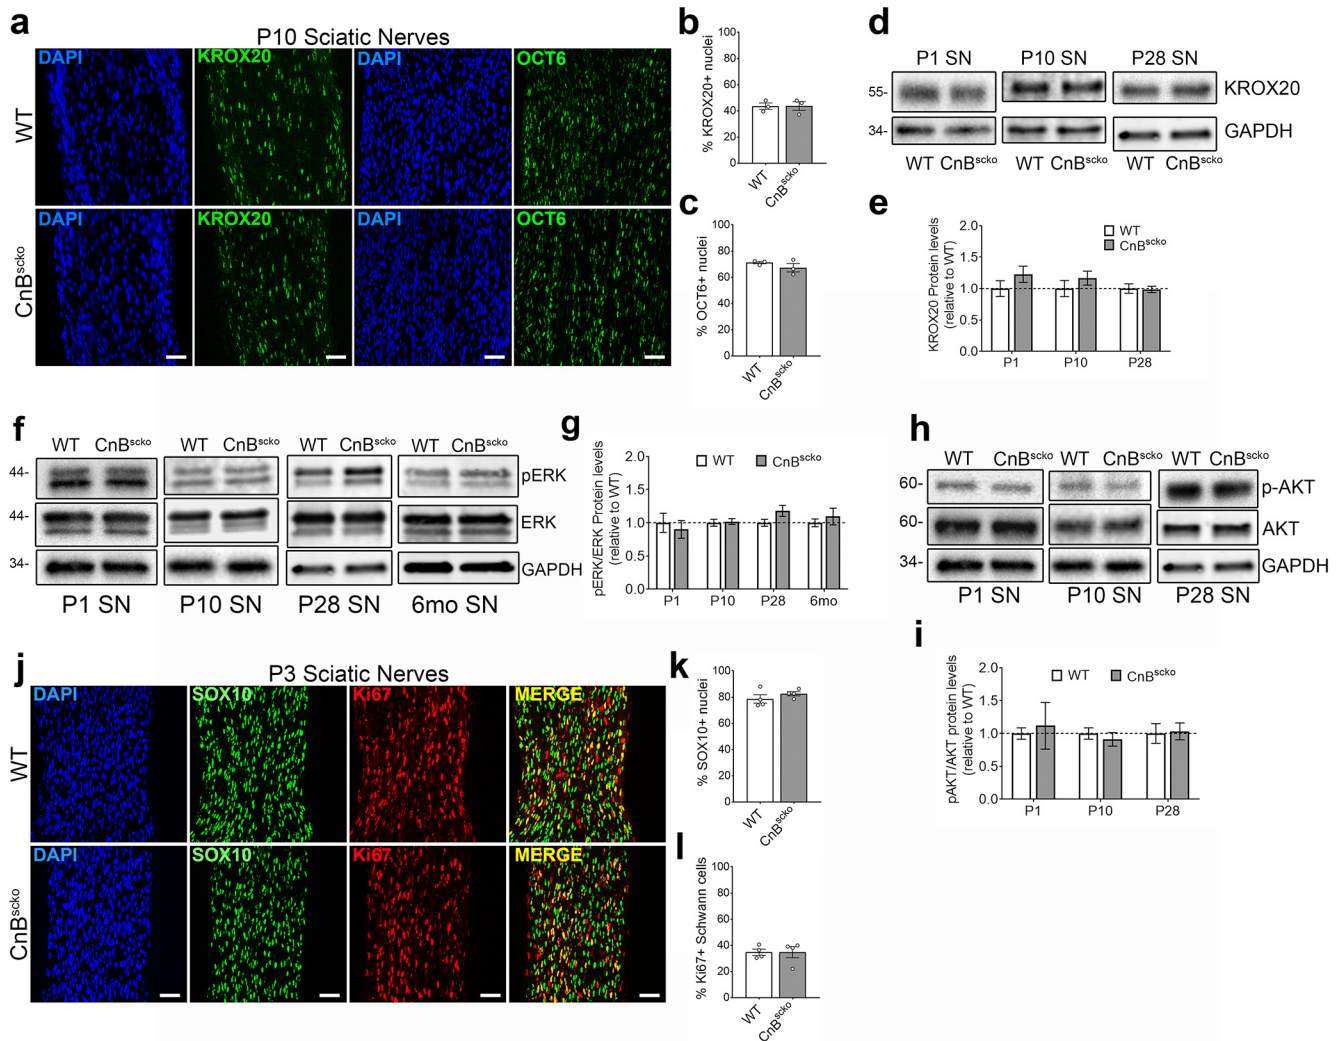 a
P10 Sciatic Nerves
DAPI KROX20 DAPI OCT6
WT
DAPI KROX20 DAPI OCT6
CnBscko
b
100
80
60
40
20
0
% KROX20+ nuclei
WT CnBscko
c
100
80
60
40
20
0
% OCT6+ nuclei
WT CnBscko
d
P1 SN P10 SN P28 SN
55- KROX20
34- GAPDH
WT CnBscko WT CnBscko WT CnBscko
e
WT
CnBscko
2.0
1.5
1.0
0.5
0.0
KROX20 Protein levels
(relative to WT)
P1 P10 P28
f
WT CnBscko WT CnBscko WT CnBscko WT CnBscko
44- pERK
44- ERK
34- GAPDH
P1 SN P10 SN P28 SN 6mo SN
g
WT CnBscko
2.0
1.5
1.0
0.5
0.0
pERK/ERK Protein levels
(relative to WT)
P1 P10 P28 6mo
h
WT CnBscko WT CnBscko WT CnBscko
60- p-AKT
60- AKT
34- GAPDH
P1 SN P10 SN P28 SN
i
WT CnBscko
2.0
1.5
1.0
0.5
0.0
pAKT/AKT protein levels
(relative to WT)
P1 P10 P28
j
P3 Sciatic Nerves
DAPI SOX10 Ki67 MERGE
WT
DAPI SOX10 Ki67 MERGE
CnBscko
k
100
80
60
40
20
0
% SOX10+ nuclei
WT CnBscko
l
100
80
60
40
20
0
% Ki67+ Schwann cells
WT CnBscko